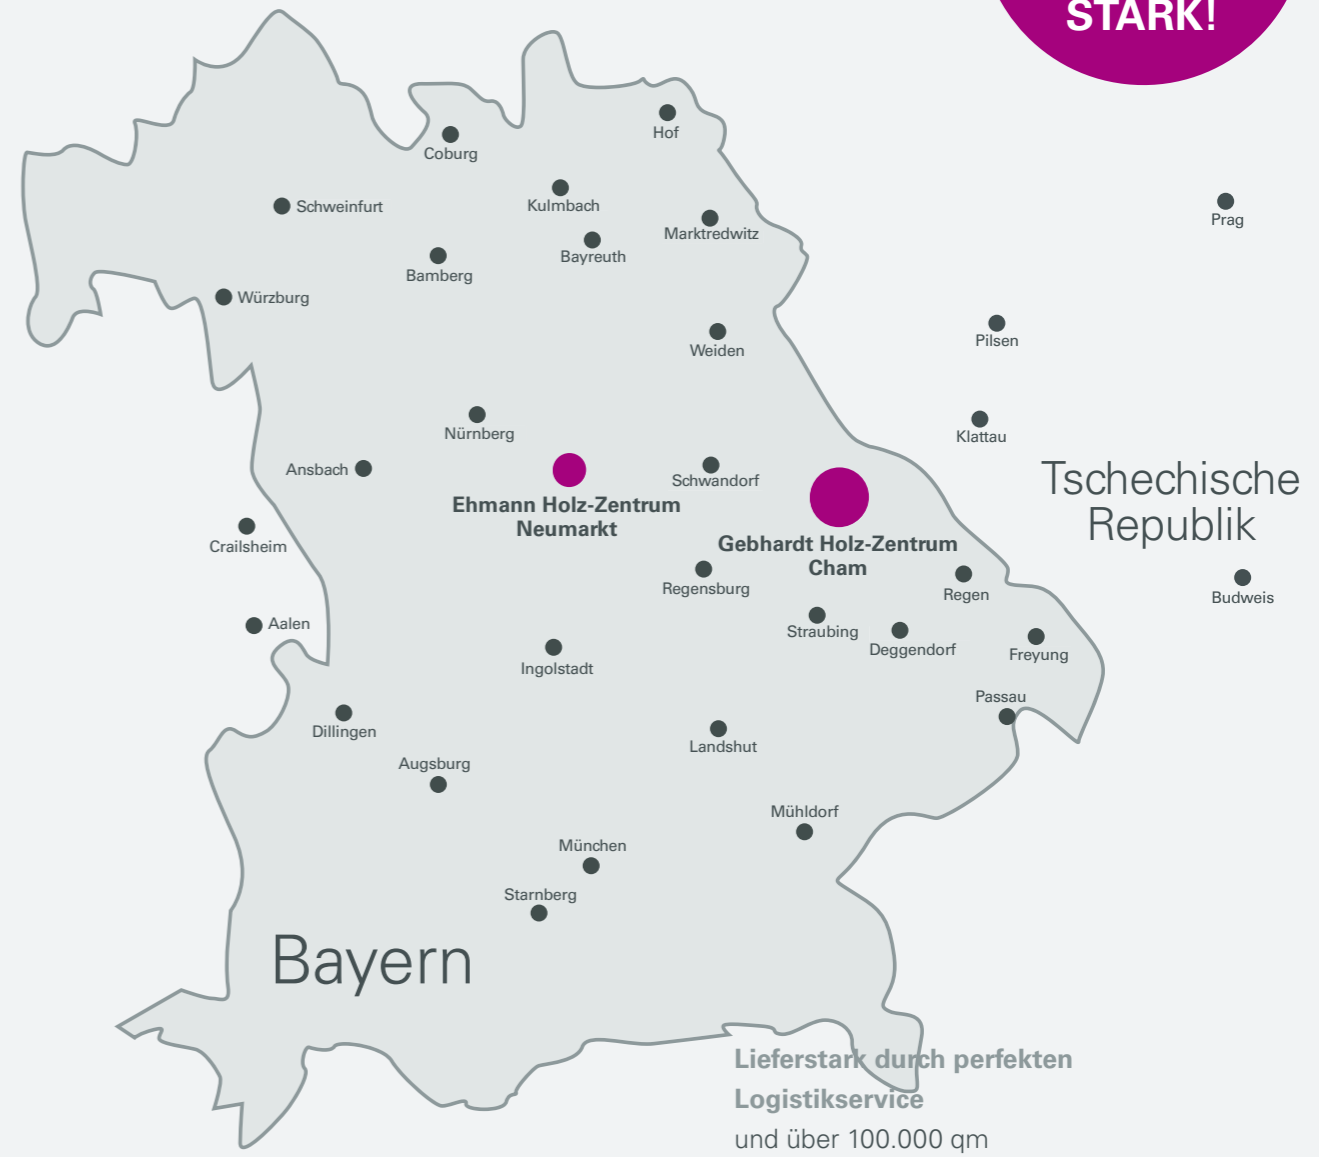 STARK!
Hof
Coburg
Kulmbach
Schweinfurt
Prag
Marktredwitz
Bayreuth
Bamberg
Würzburg
Pilsen
Weiden
Nürnberg
Klattau
Ansbach
Schwandorf
Tschechische
Republik
Ehmann Holz-Zentrum
Neumarkt
Gebhardt Holz-Zentrum
Cham
Crailsheim
Regensburg
Regen
Budweis
Aalen
Straubing
Deggendorf
Freyung
Ingolstadt
Passau
Dillingen
Landshut
Augsburg
Mühldorf
München
Starnberg
Bayern
Lieferstark durch perfekten
Logistikservice
und über 100.000 qm